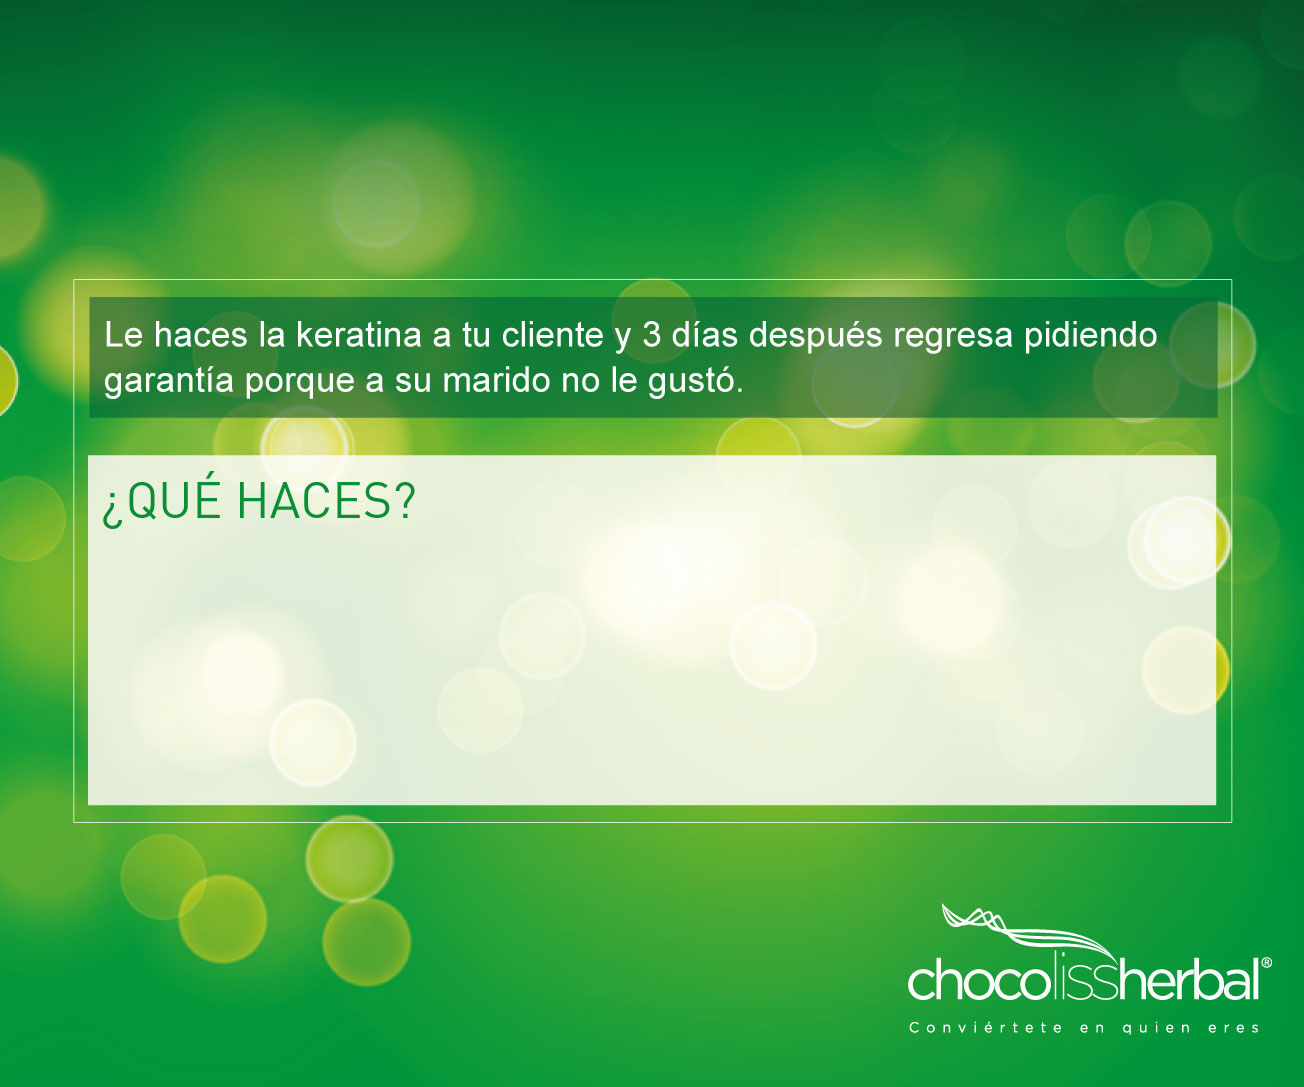 Le haces la keratina a tu cliente y 3 días después regresa pidiendo
garantía porque a su marido no le gustó.
¿QUÉ HACES?
chocolissherbal®
Conviértete en quien eres